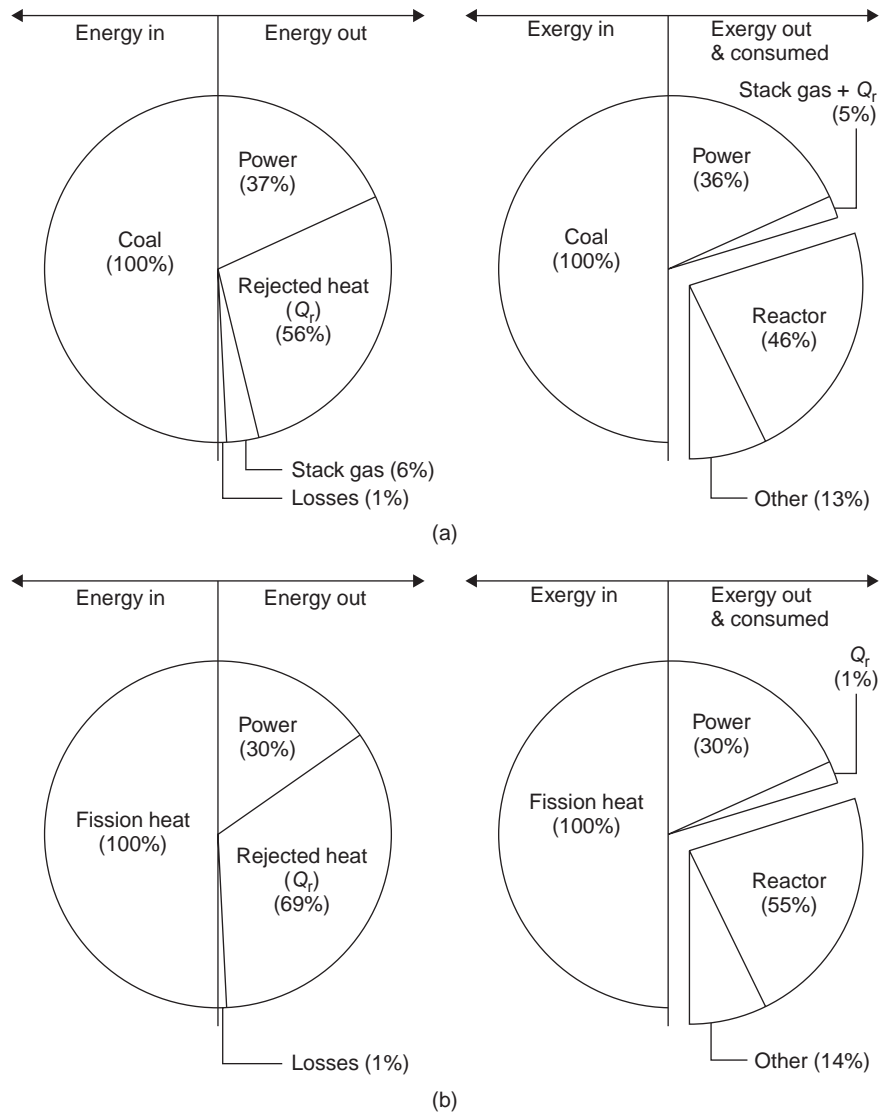 Energy in
Energy out
Power
(37%)
Coal
(100%)
Rejected heat
(Qr)
(56%)
Stack gas (6%)
Losses (1%)
Exergy in
Exergy out
& consumed
Stack gas + Qr
(5%)
Power
(36%)
Coal
(100%)
Reactor
(46%)
Other (13%)
(a)
Energy in
Energy out
Power
(30%)
Fission heat
(100%)
Rejected heat
(Qr)
(69%)
Losses (1%)
Exergy in
Exergy out
& consumed
Qr
(1%)
Power
(30%)
Fission heat
(100%)
Reactor
(55%)
Other (14%)
(b)